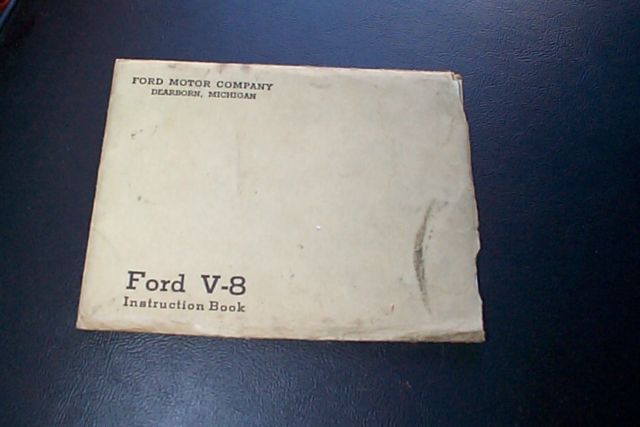 FORD MOTOR COMPANY
DEARBORN, MICHIGAN
Ford V-8
Instruction Book